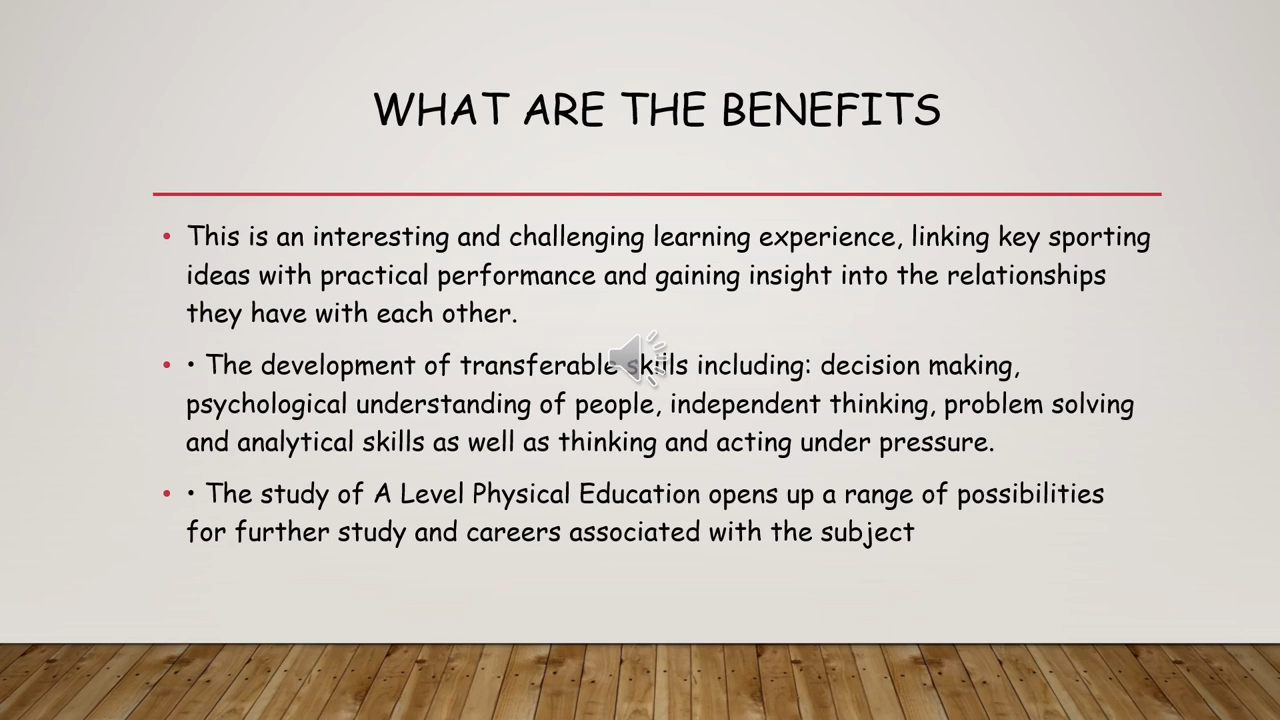 WHAT ARE THE BENEFITS
• This is an interesting and challenging learning experience, linking key sporting
ideas with practical performance and gaining insight into the relationships
they have with each other.
• • The development of transferable skills including: decision making,
psychological understanding of people, independent thinking, problem solving
and analytical skills as well as thinking and acting under pressure.
• • The study of A Level Physical Education opens up a range of possibilities
for further study and careers associated with the subject